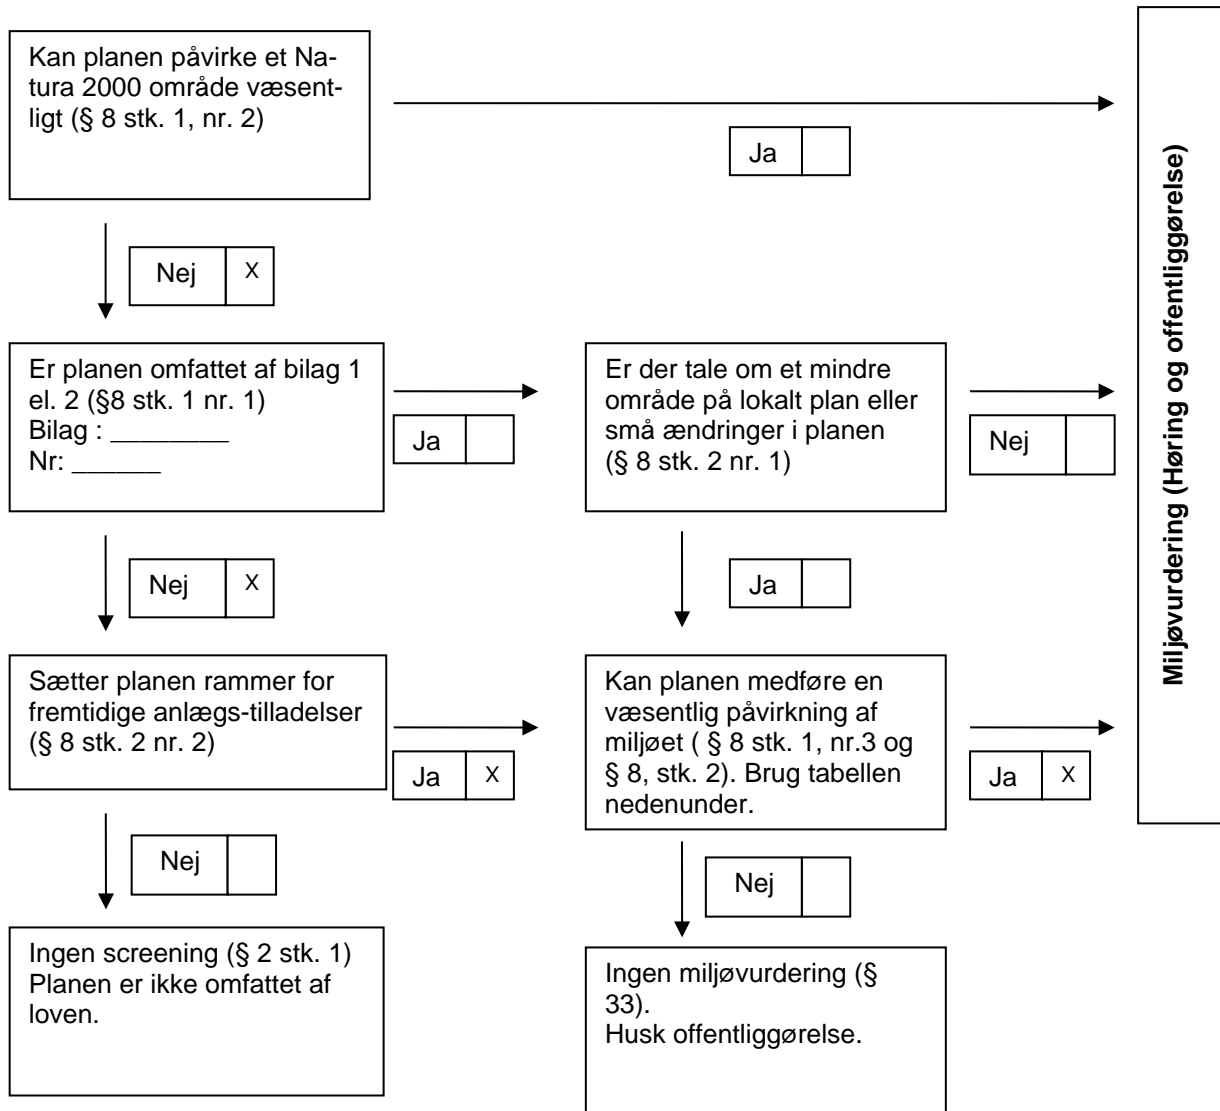 Kan planen påvirke et Na-
tura 2000 område væsent-
ligt (§ 8 stk. 1, nr. 2)
Ja
Nej X
Er planen omfattet af bilag 1
el. 2 (§8 stk. 1 nr. 1)
Bilag : ________
Nr: ______
Ja
Er der tale om et mindre
område på lokalt plan eller
små ændringer i planen
(§ 8 stk. 2 nr. 1)
Nej
Nej X
Ja
Sætter planen rammer for
fremtidige anlægs-tilladelser
(§ 8 stk. 2 nr. 2)
Ja X
Kan planen medføre en
væsentlig påvirkning af
miljøet ( § 8 stk. 1, nr.3 og
§ 8, stk. 2). Brug tabellen
nedenunder.
Ja X
Nej
Nej
Ingen screening (§ 2 stk. 1)
Planen er ikke omfattet af
loven.
Ingen miljøvurdering (§
33).
Husk offentliggørelse.
Miljøvurdering (Høring og offentliggørelse)